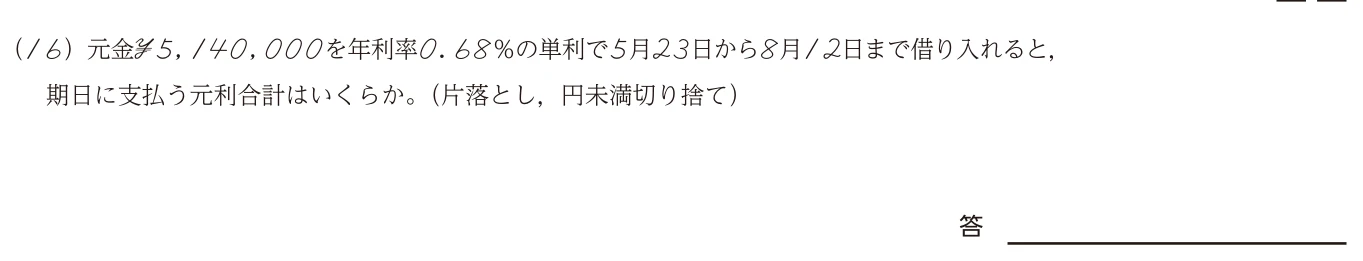 (16) 元金¥5,140,000を年利率0.68%の単利で5月23日から8月12日まで借り入れると,
期日に支払う元利合計はいくらか。(片落とし, 円未満切り捨て)
答